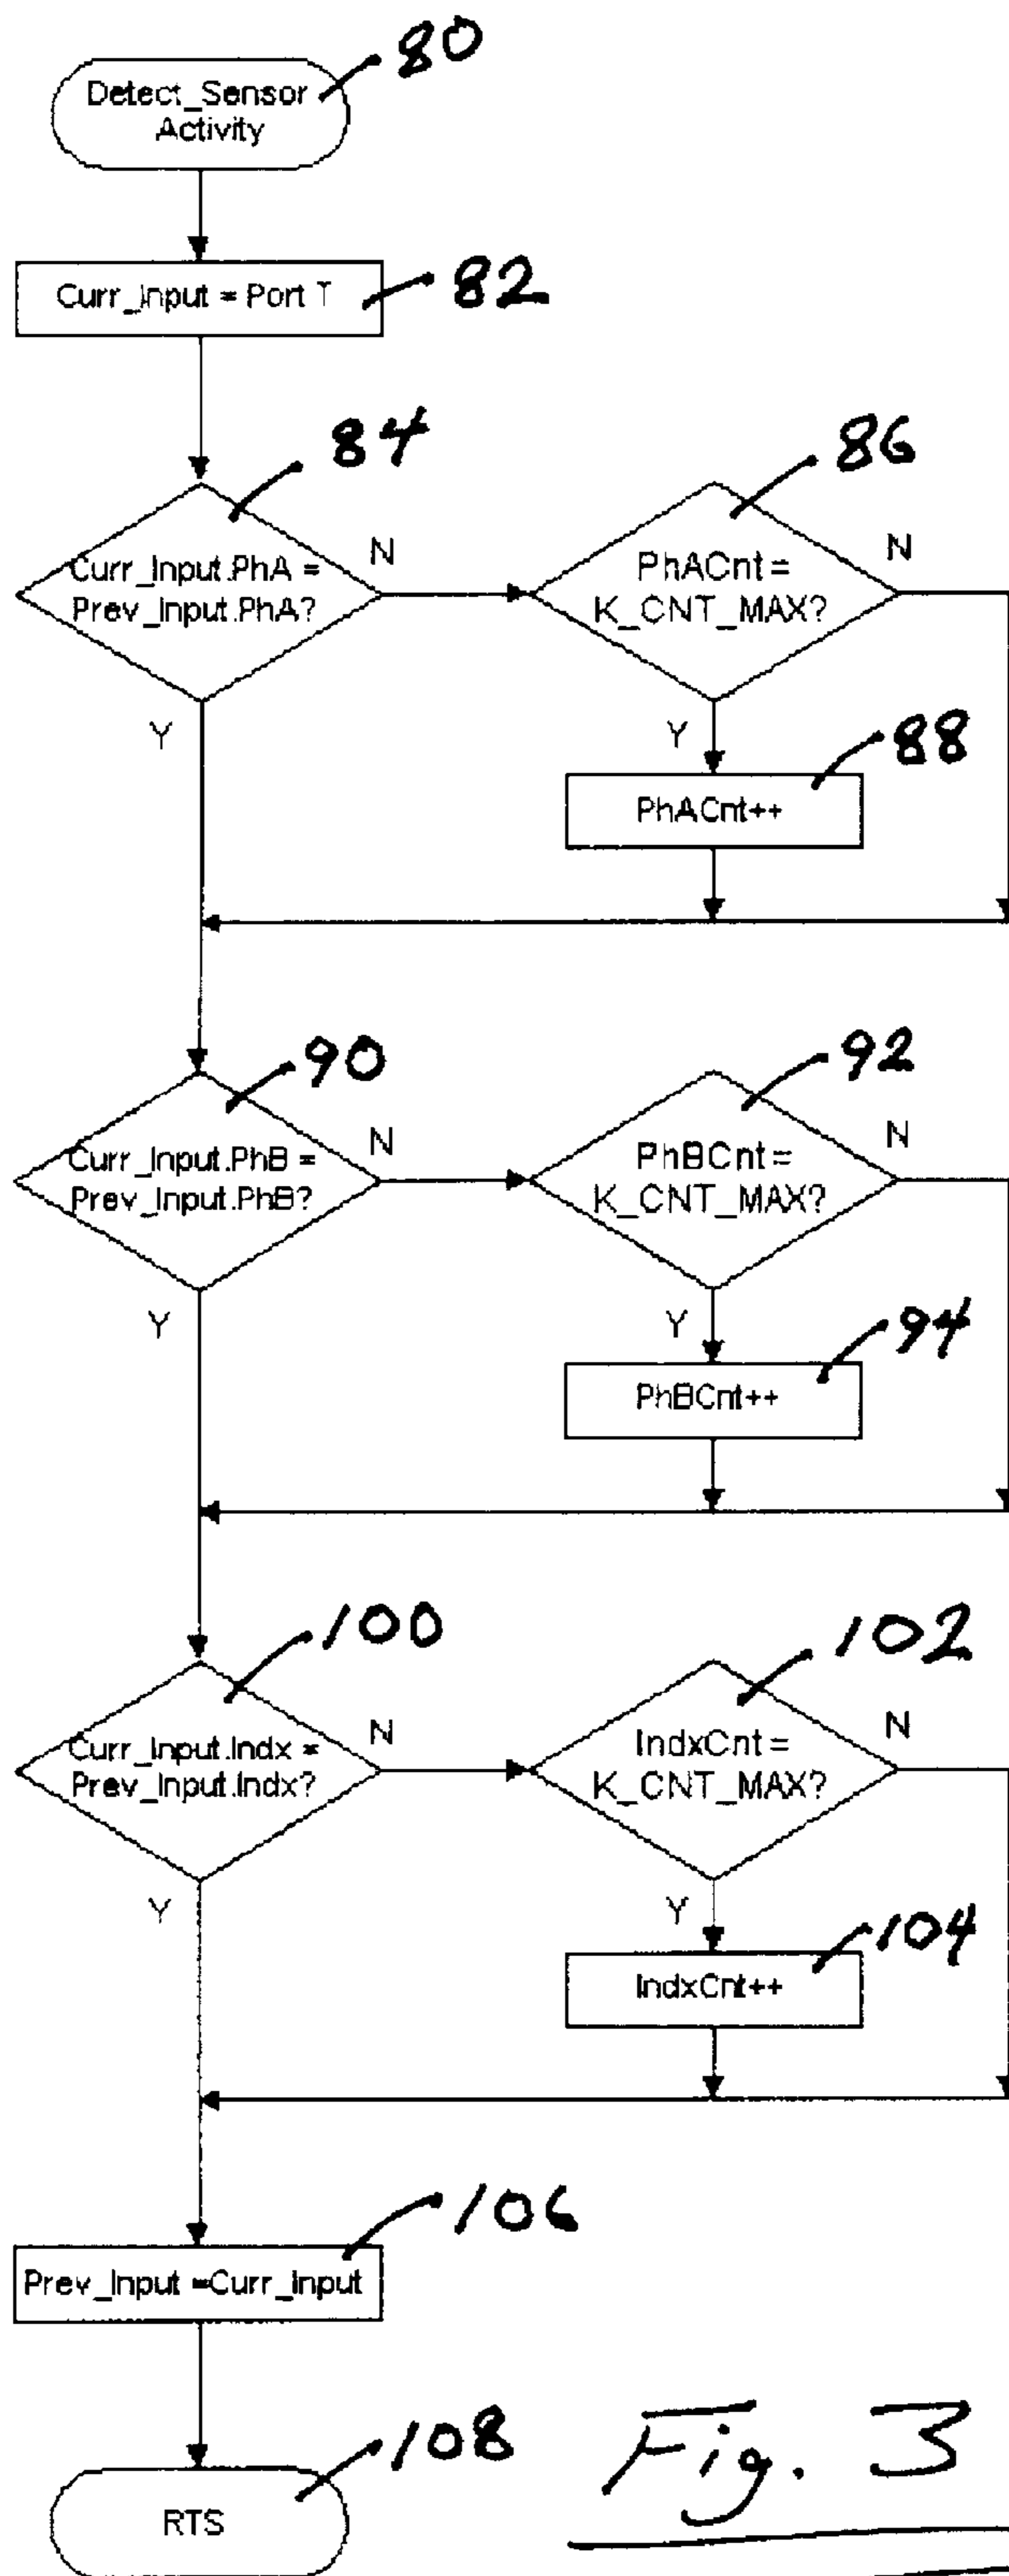 80
Detect_Sensor
Activity
82
Curr_Input = Port T
84
86
Curr_Input.PhA =
Prev_Input.PhA?
N
PhACnt =
K_CNT_MAX?
N
Y
Y
88
PhACnt++
90
92
Curr_Input.PhB =
Prev_Input.PhB?
N
PhBCnt =
K_CNT_MAX?
N
Y
Y
94
PhBCnt++
100
102
Curr_Input.Indx =
Prev_Input.Indx?
N
IndxCnt =
K_CNT_MAX?
N
Y
Y
104
IndxCnt++
106
Prev_Input =Curr_Input
108
RTS
Fig. 3